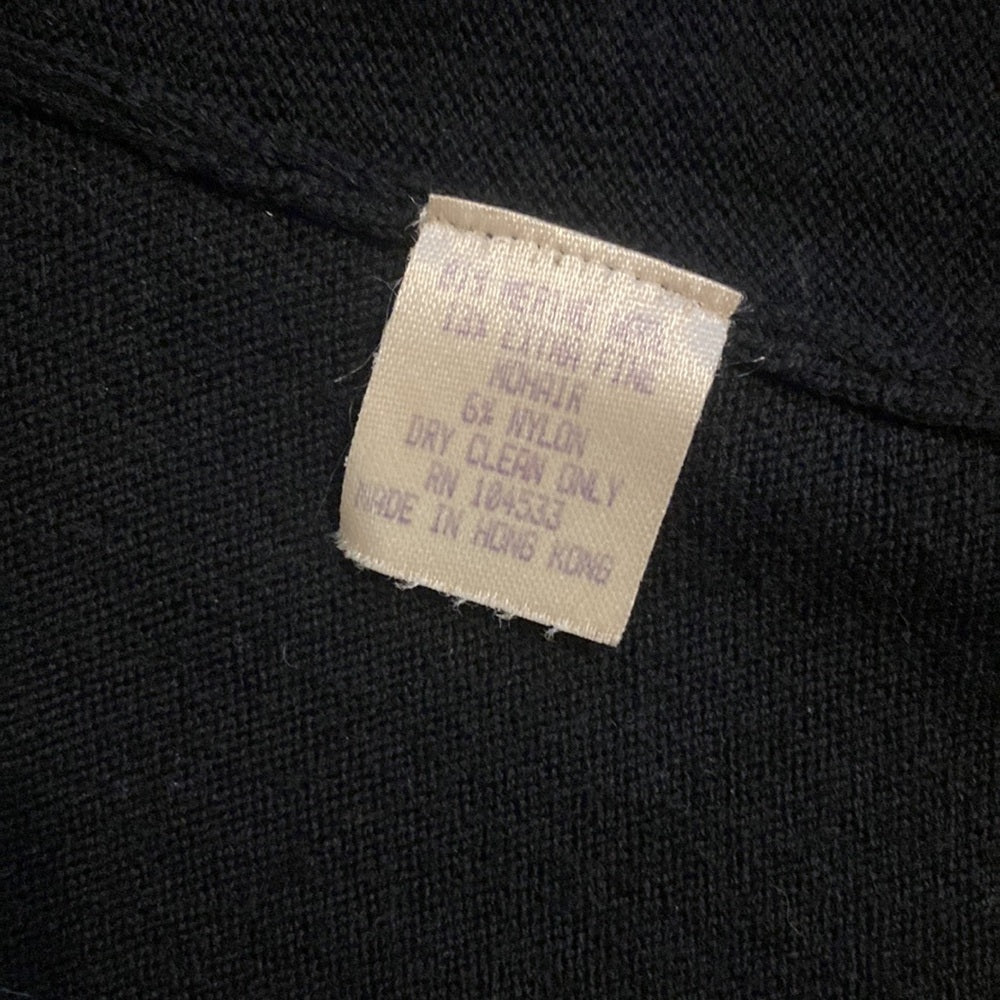 EXTRA FINE
MOHAIR
6% NYLON
DRY CLEAN ONLY
RN 104533
MADE IN HONG KONG